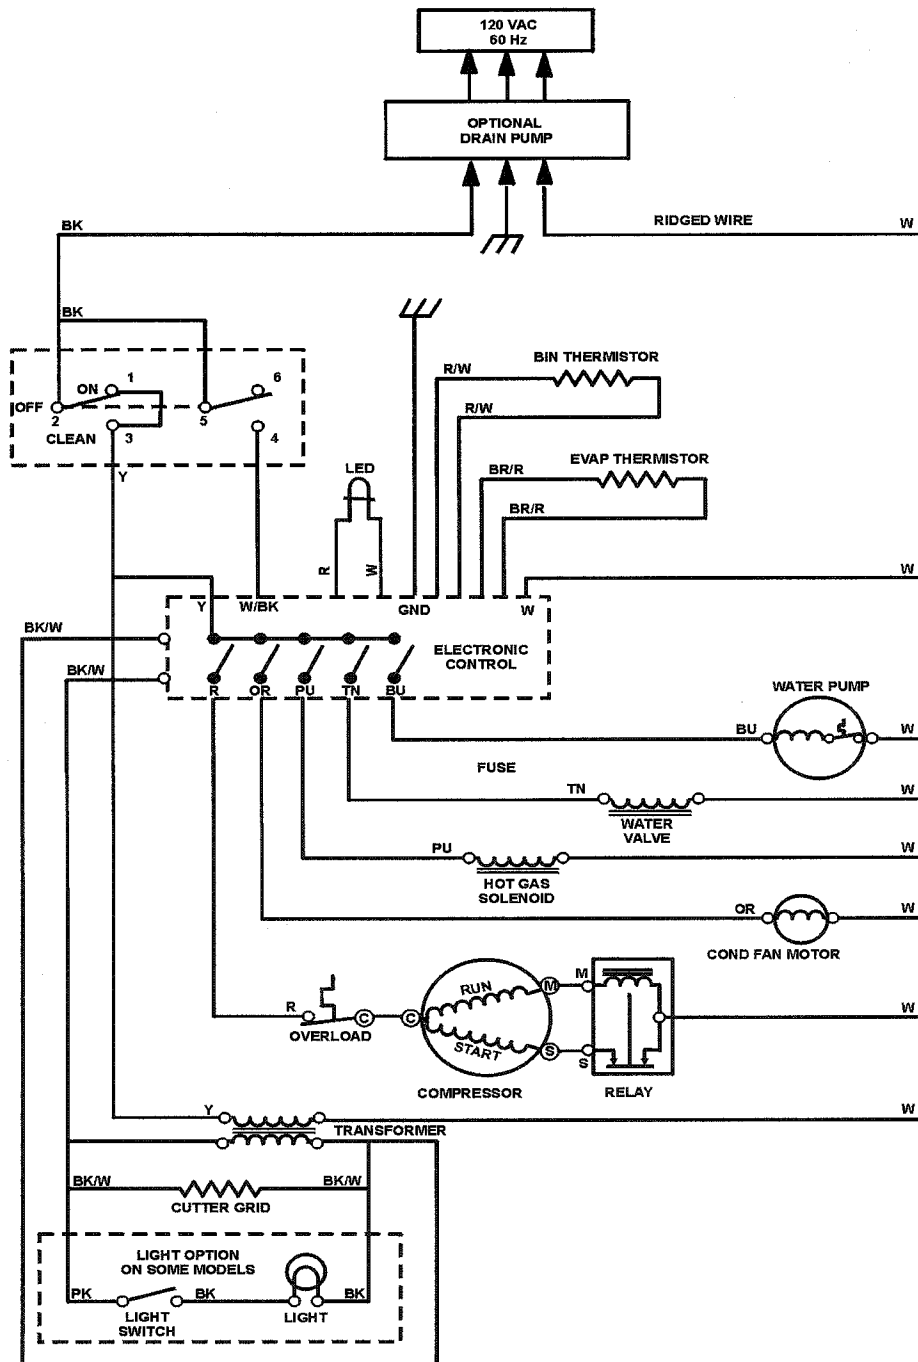 120 VAC
60 Hz
OPTIONAL
DRAIN PUMP
BK
RIDGED WIRE
W
BK
BIN THERMISTOR
R/W
1
6
ON
OFF
2
5
R/W
CLEAN
3
4
EVAP THERMISTOR
LED
BR/R
Y
BR/R
R
W
W
Y
W/BK
GND
W
BK/W
ELECTRONIC
CONTROL
BK/W
R
OR
PU
TN
BU
WATER PUMP
BU
W
FUSE
TN
W
WATER
VALVE
PU
W
HOT GAS
SOLENOID
OR
W
COND FAN MOTOR
RUN
M
M
R
C
C
W
OVERLOAD
START
S
S
COMPRESSOR
RELAY
Y
W
TRANSFORMER
BK/W
BK/W
CUTTER GRID
LIGHT OPTION
ON SOME MODELS
PK
BK
BK
LIGHT
SWITCH
LIGHT